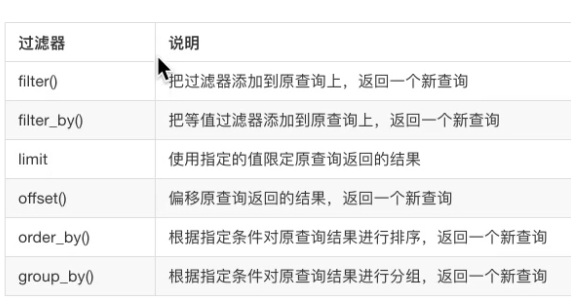 过滤器 说明
filter() 把过滤器添加到原查询上，返回一个新查询
filter_by() 把等值过滤器添加到原查询上，返回一个新查询
limit 使用指定的值限定原查询返回的结果
offset() 偏移原查询返回的结果，返回一个新查询
order_by() 根据指定条件对原查询结果进行排序，返回一个新查询
group_by() 根据指定条件对原查询结果进行分组，返回一个新查询